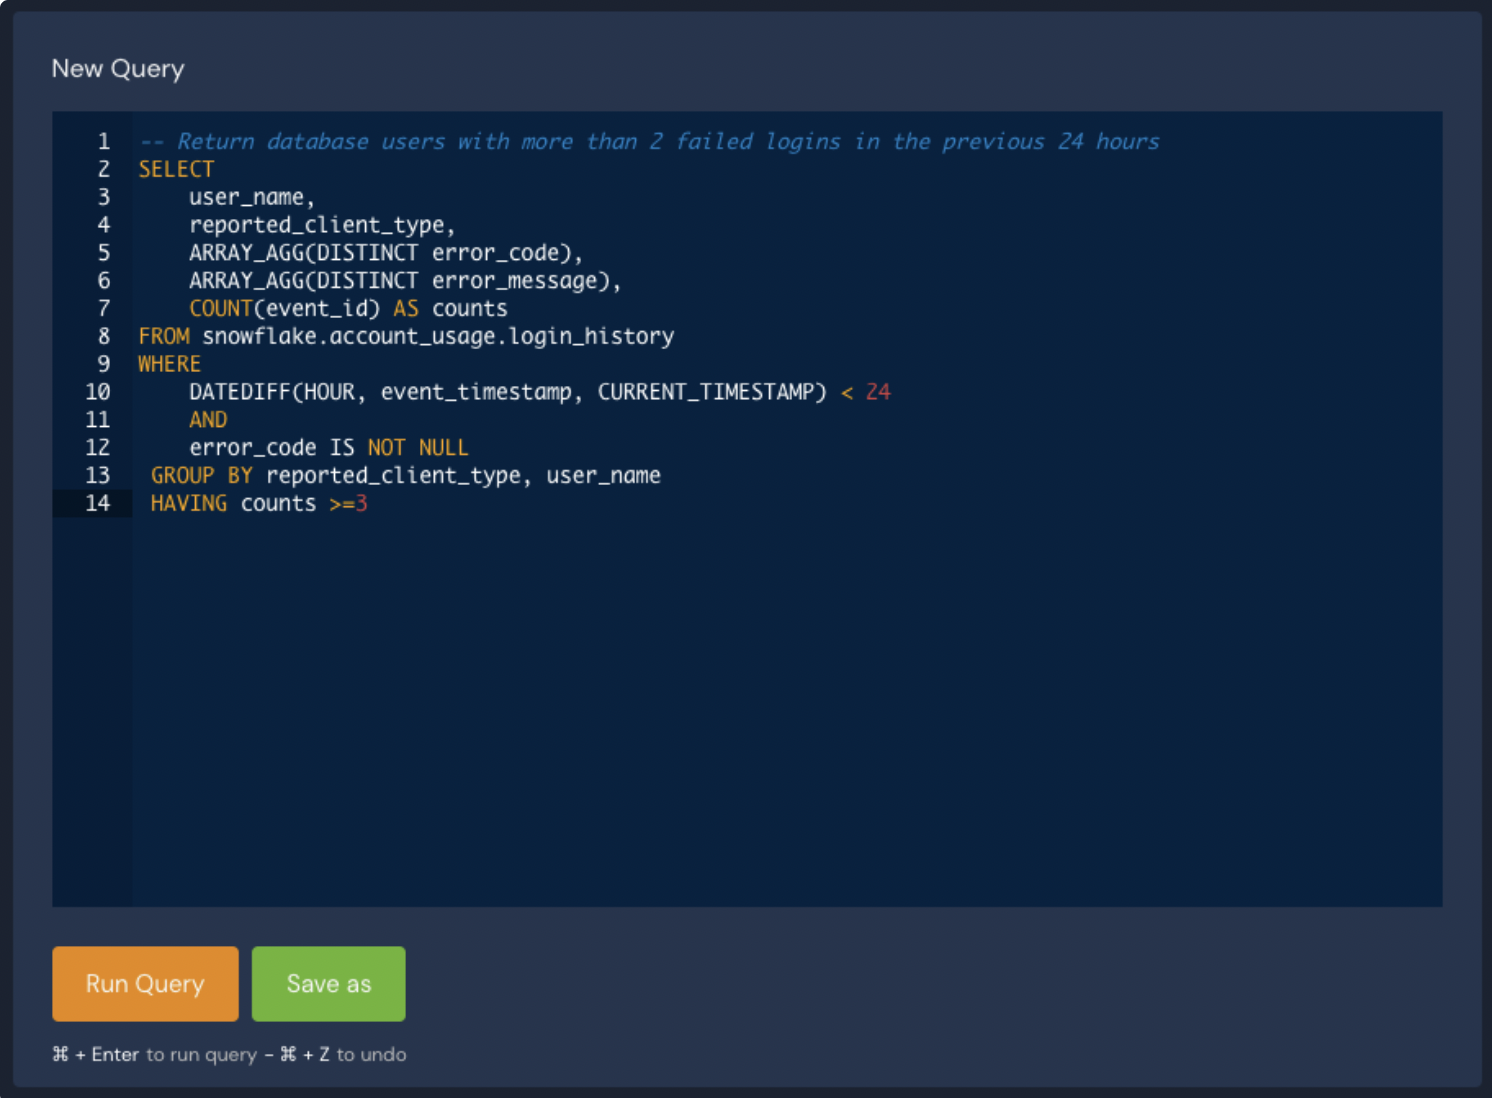 New Query
1 -- Return database users with more than 2 failed logins in the previous 24 hours
2 SELECT
3     user_name,
4     reported_client_type,
5     ARRAY_AGG(DISTINCT error_code),
6     ARRAY_AGG(DISTINCT error_message),
7     COUNT(event_id) AS counts
8 FROM snowflake.account_usage.login_history
9 WHERE
10     DATEDIFF(HOUR, event_timestamp, CURRENT_TIMESTAMP) < 24
11     AND
12     error_code IS NOT NULL
13  GROUP BY reported_client_type, user_name
14  HAVING counts >=3
Run Query Save as
⌘ + Enter to run query – ⌘ + Z to undo